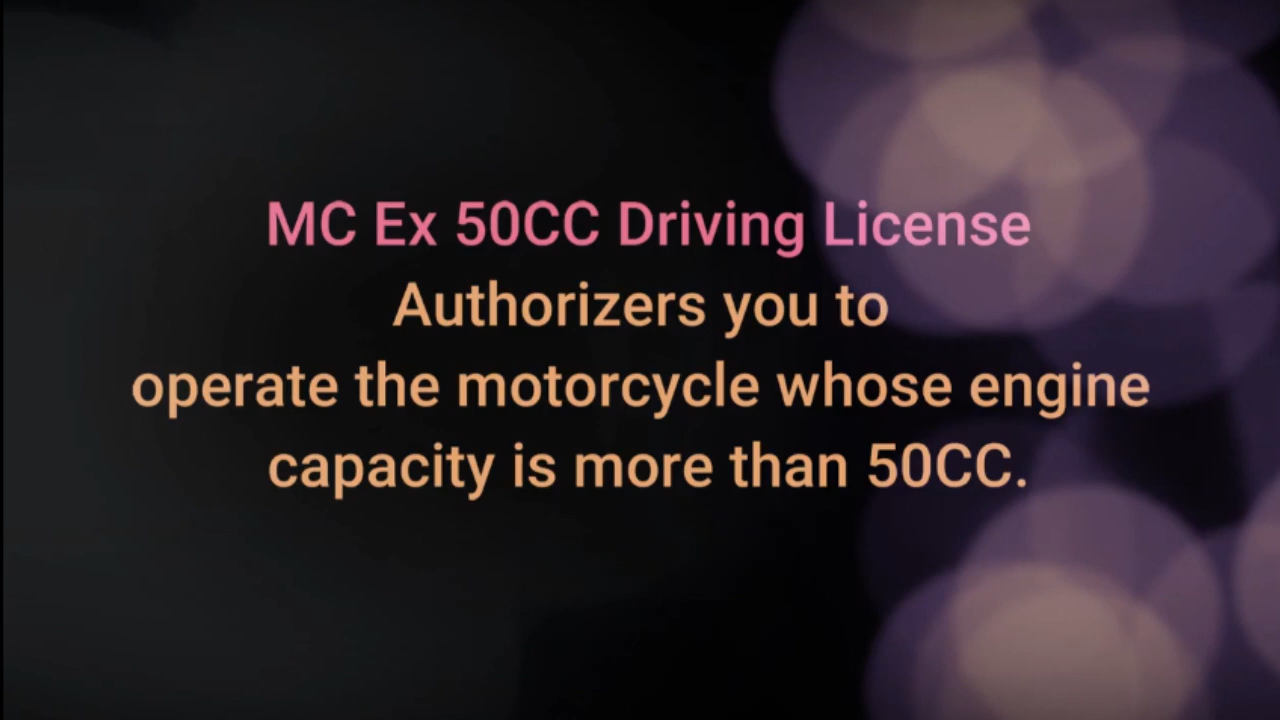 MC Ex 50CC Driving License
Authorizers you to
operate the motorcycle whose engine
capacity is more than 50CC.